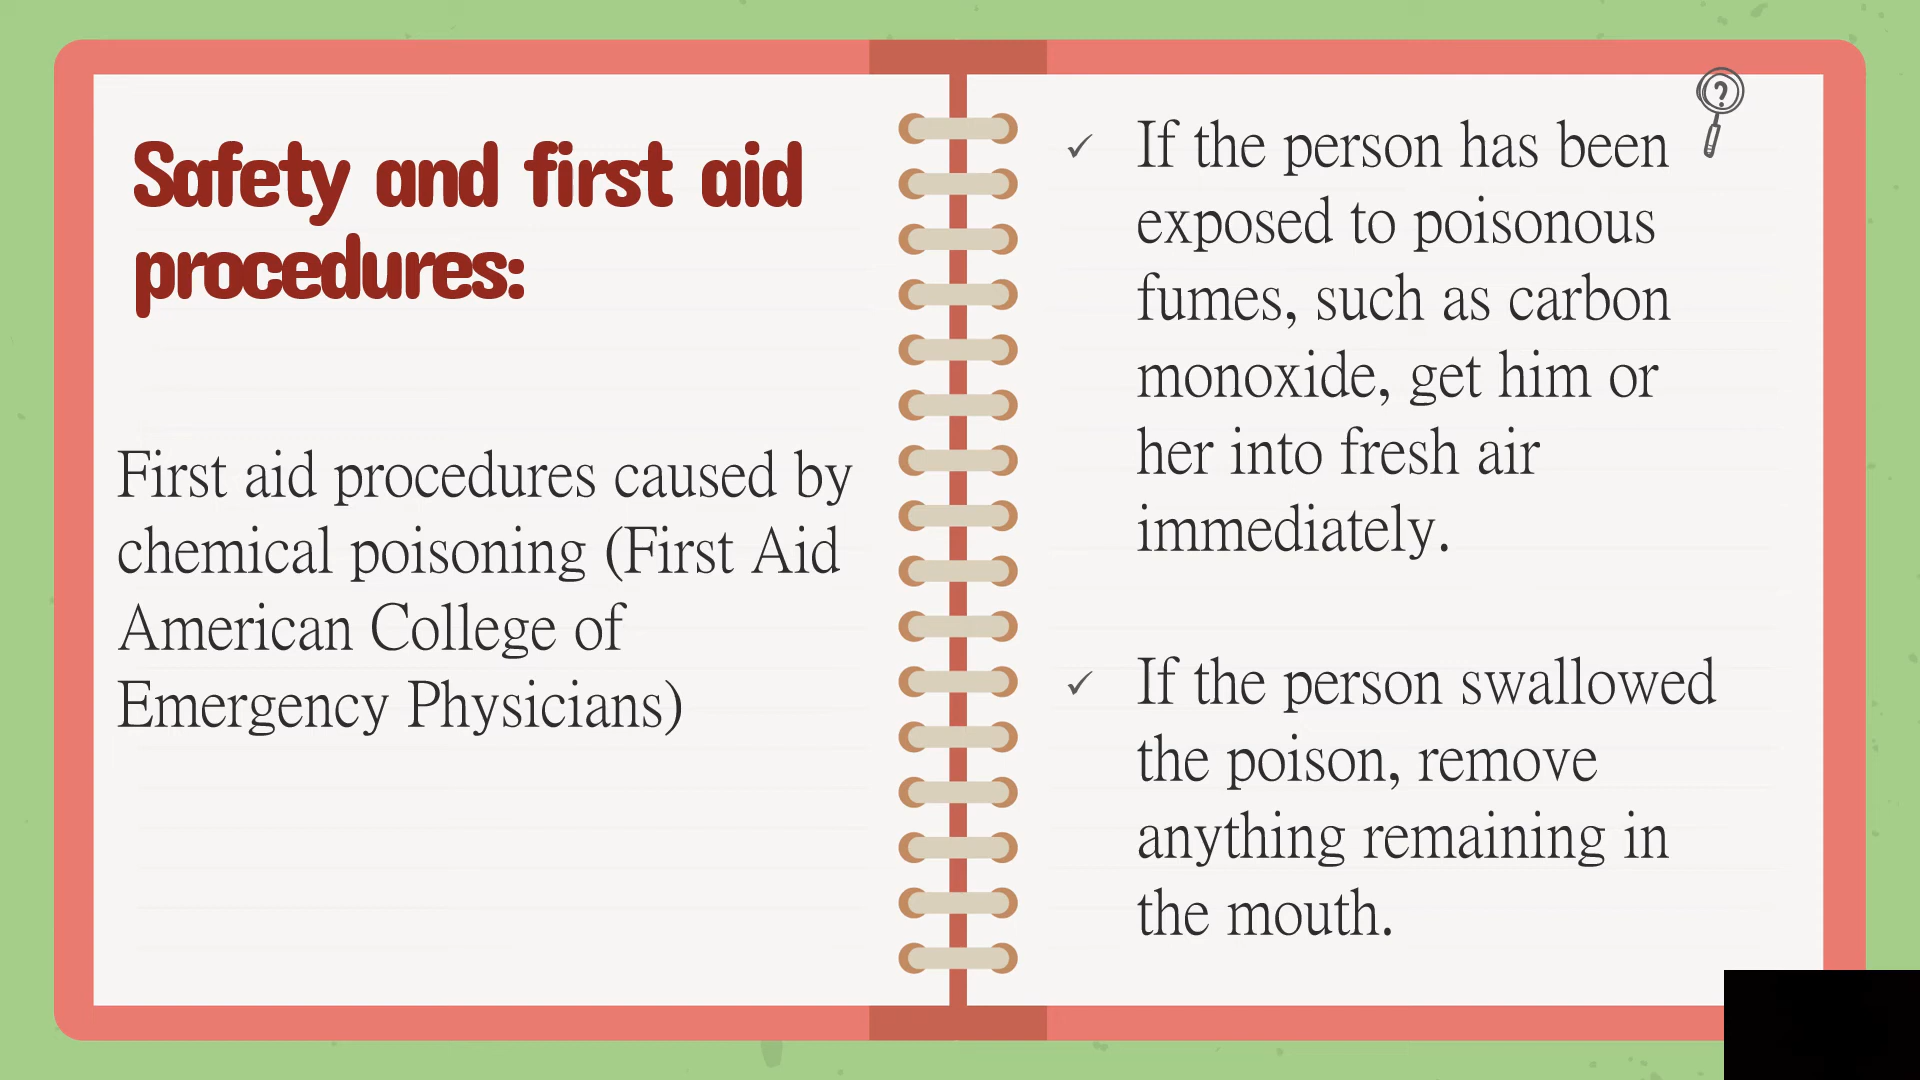 Safety and first aid
procedures:
First aid procedures caused by
chemical poisoning (First Aid
American College of
Emergency Physicians)
?
✓ If the person has been
exposed to poisonous
fumes, such as carbon
monoxide, get him or
her into fresh air
immediately.
✓ If the person swallowed
the poison, remove
anything remaining in
the mouth.